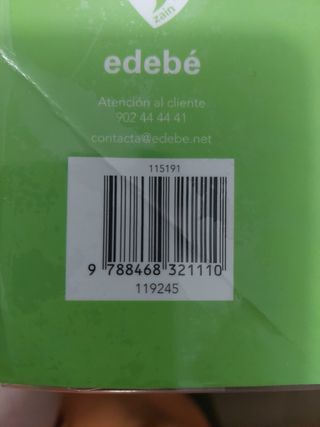 zain
edebé
Atención al cliente
902 44 44 41
contacta@edebe.net
115191
9 788468 321110
119245